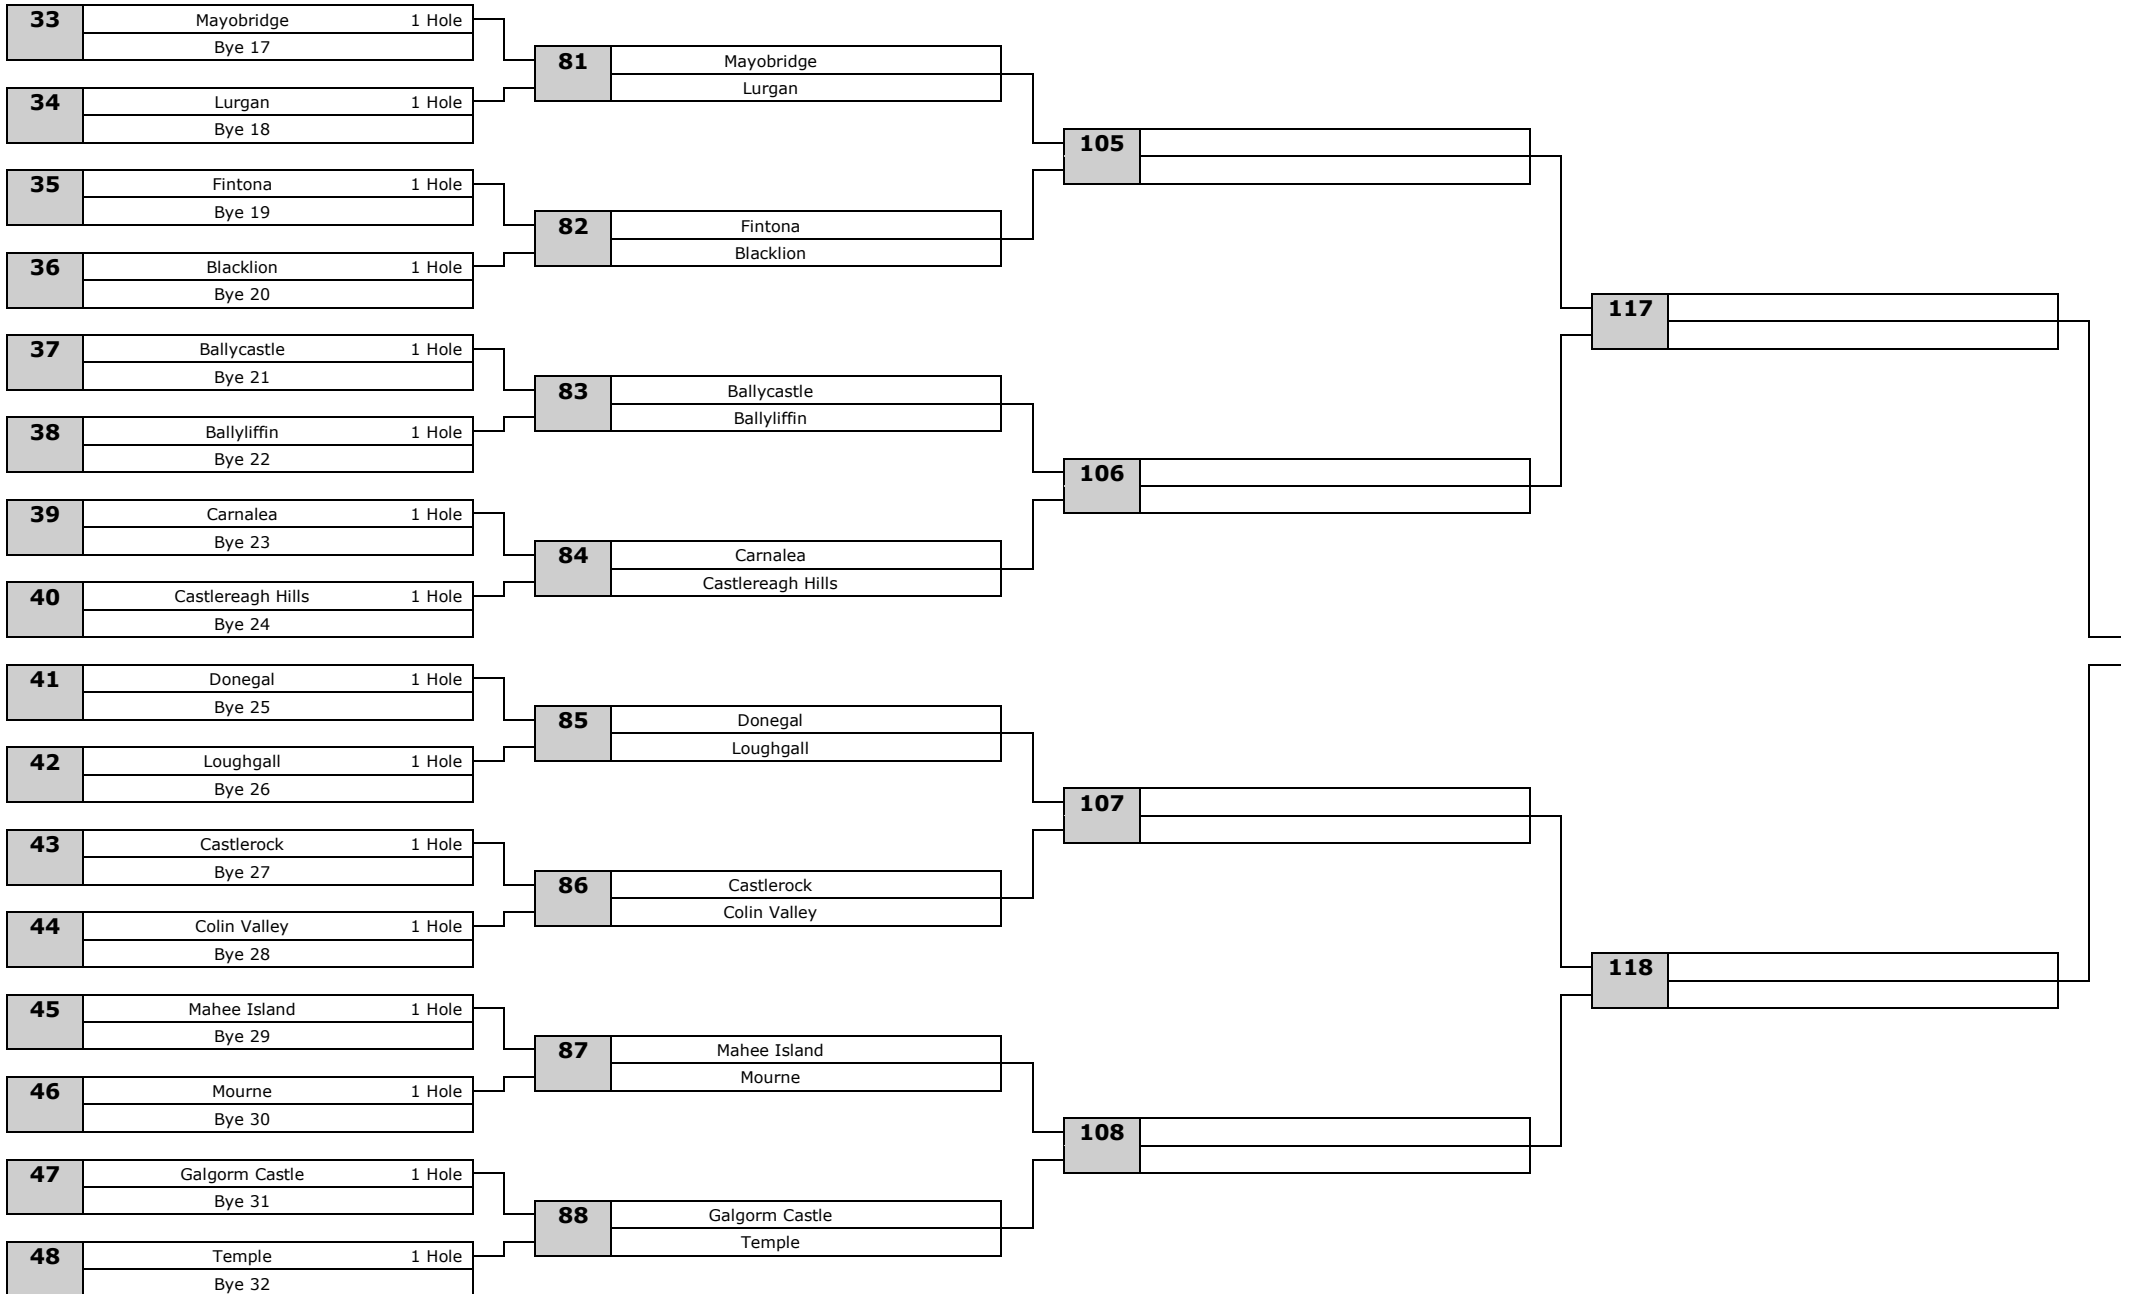 33 Mayobridge 1 Hole
Bye 17
34 Lurgan 1 Hole
Bye 18
35 Fintona 1 Hole
Bye 19
36 Blacklion 1 Hole
Bye 20
37 Ballycastle 1 Hole
Bye 21
38 Ballyliffin 1 Hole
Bye 22
39 Carnalea 1 Hole
Bye 23
40 Castlereagh Hills 1 Hole
Bye 24
41 Donegal 1 Hole
Bye 25
42 Loughgall 1 Hole
Bye 26
43 Castlerock 1 Hole
Bye 27
44 Colin Valley 1 Hole
Bye 28
45 Mahee Island 1 Hole
Bye 29
46 Mourne 1 Hole
Bye 30
47 Galgorm Castle 1 Hole
Bye 31
48 Temple 1 Hole
Bye 32
81 Mayobridge
Lurgan
82 Fintona
Blacklion
83 Ballycastle
Ballyliffin
84 Carnalea
Castlereagh Hills
85 Donegal
Loughgall
86 Castlerock
Colin Valley
87 Mahee Island
Mourne
88 Galgorm Castle
Temple
105
106
107
108
117
118